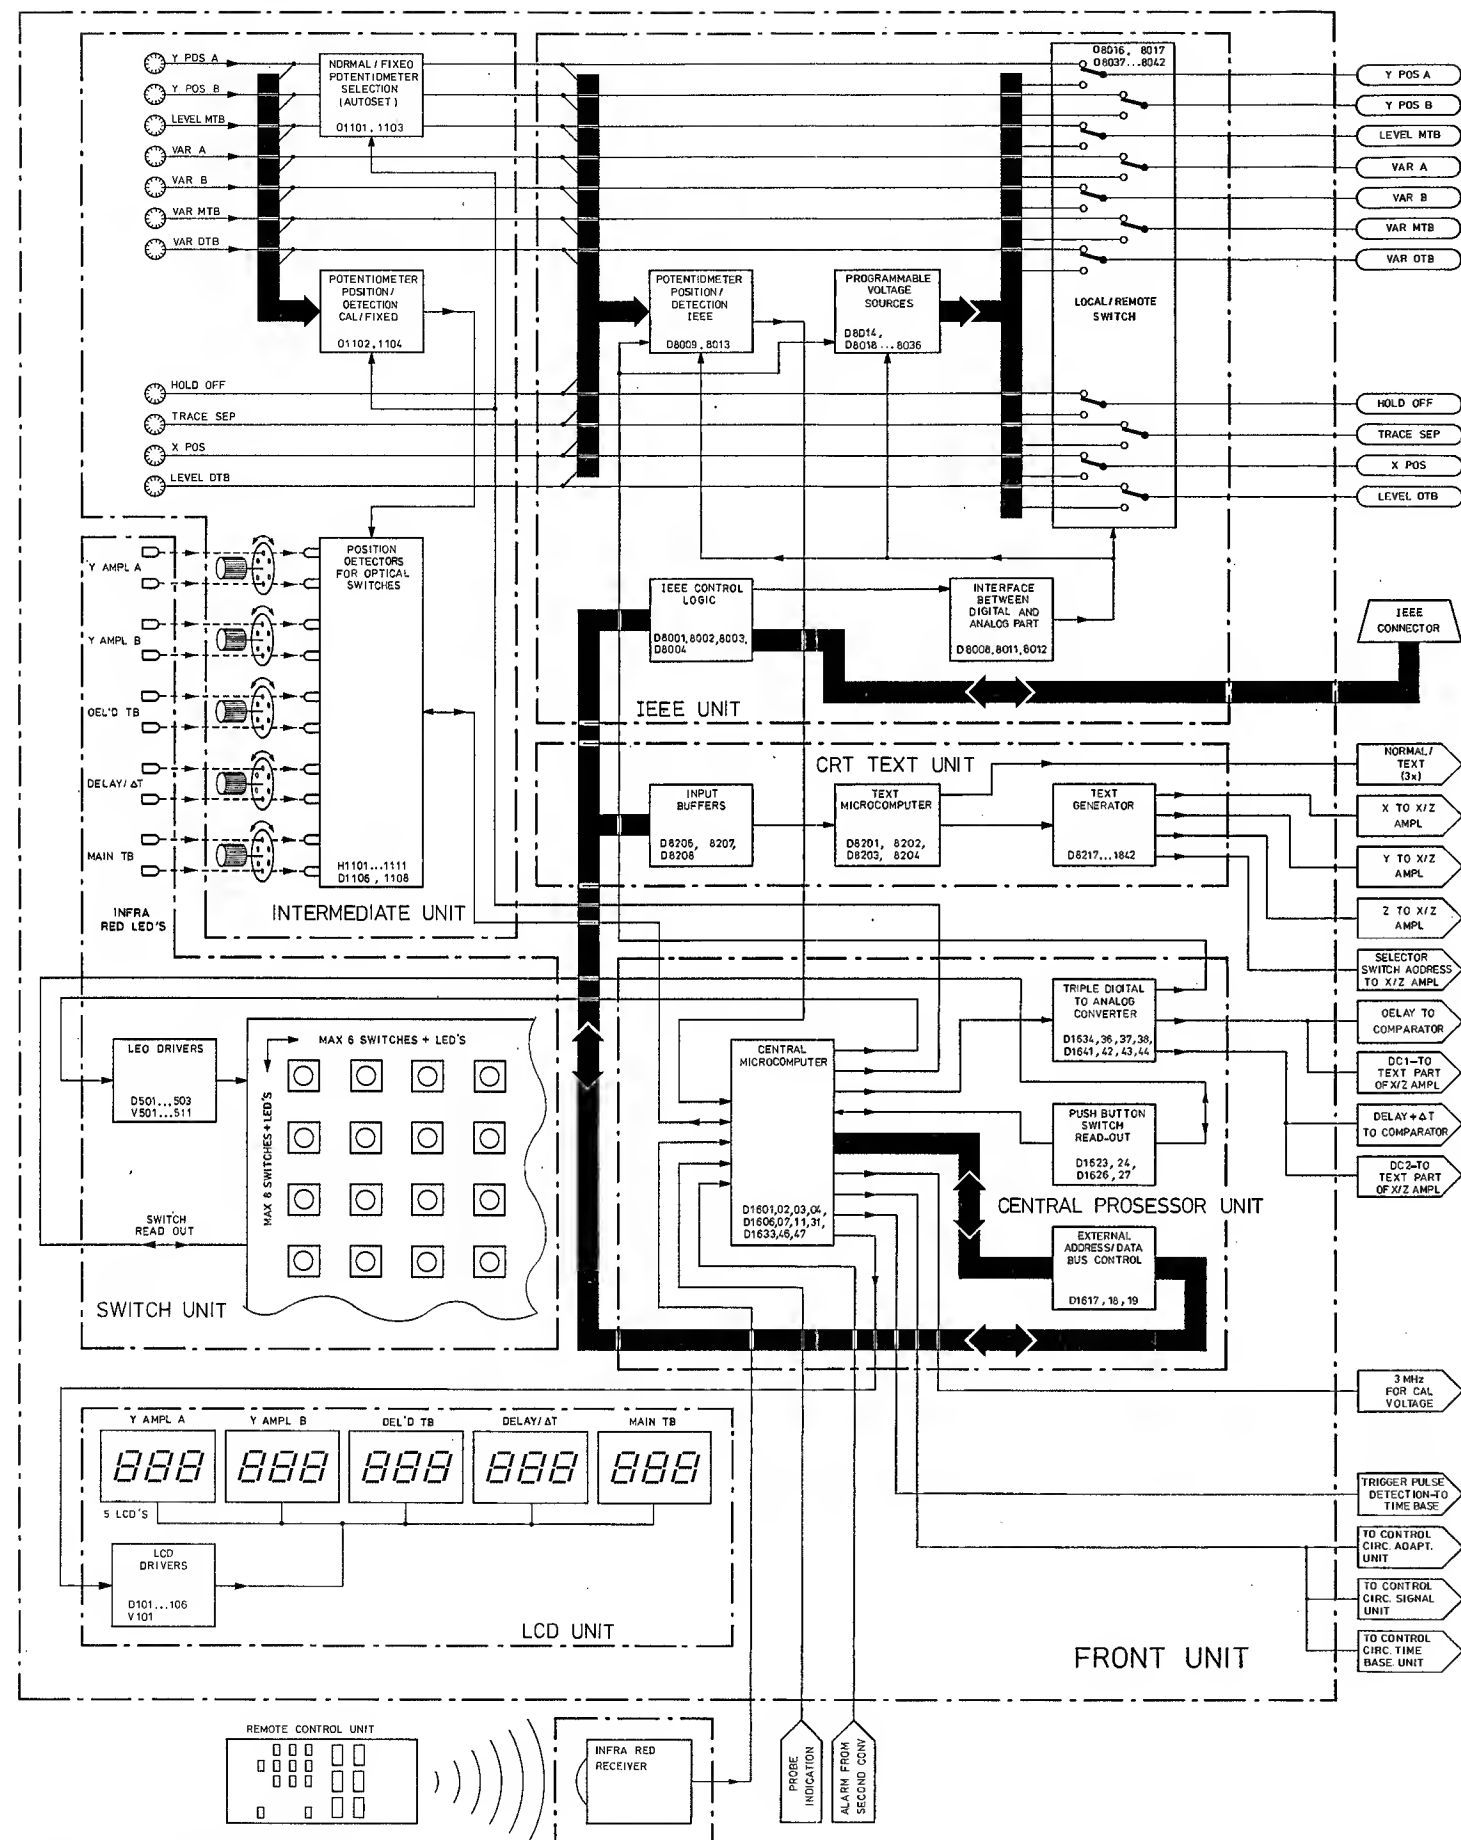 Y POS A
Y POS B
LEVEL MTB
VAR A
VAR B
VAR MTB
VAR DTB
NORMAL/FIXED
POTENTIOMETER
SELECTION
(AUTOSET)
O1101, 1103
POTENTIOMETER
POSITION/
DETECTION
CAL/FIXED
O1102, 1104
HOLD OFF
TRACE SEP
X POS
LEVEL DTB
POTENTIOMETER
POSITION/
DETECTION
IEEE
D8009, 8013
PROGRAMMABLE
VOLTAGE
SOURCES
D8014,
D8018...8036
D8016, 8017
D8037...8042
LOCAL/REMOTE
SWITCH
Y POS A
Y POS B
LEVEL MTB
VAR A
VAR B
VAR MTB
VAR DTB
HOLD OFF
TRACE SEP
X POS
LEVEL DTB
Y AMPL A
Y AMPL B
DEL'D TB
DELAY/ΔT
MAIN TB
INFRA
RED LED'S
POSITION
DETECTORS
FOR OPTICAL
SWITCHES
H1101...1111
D1106, 1108
INTERMEDIATE UNIT
IEEE CONTROL
LOGIC
D8001,8002,8003,
D8004
INTERFACE
BETWEEN
DIGITAL AND
ANALOG PART
D8008,8011,8012
IEEE UNIT
IEEE
CONNECTOR
CRT TEXT UNIT
INPUT
BUFFERS
D8206, 8207,
D8208
TEXT
MICROCOMPUTER
D8201, 8202,
D8203, 8204
TEXT
GENERATOR
D8217...1842
NORMAL/
TEXT
(3x)
X TO X/Z
AMPL
Y TO X/Z
AMPL
Z TO X/Z
AMPL
SELECTOR
SWITCH ADDRESS
TO X/Z AMPL
DELAY TO
COMPARATOR
DC1-TO
TEXT PART
OF X/Z AMPL
DELAY+ΔT
TO COMPARATOR
DC2-TO
TEXT PART
OF X/Z AMPL
LED DRIVERS
D501...503
V501...511
MAX 6 SWITCHES + LED'S
MAX 8 SWITCHES + LED'S
SWITCH
READ OUT
SWITCH UNIT
CENTRAL
MICROCOMPUTER
D1601,02,03,04,
D1606,07,11,31,
D1633,46,47
TRIPLE DIGITAL
TO ANALOG
CONVERTER
D1634,36,37,38,
D1641,42,43,44
PUSH BUTTON
SWITCH
READ-OUT
D1623, 24,
D1626, 27
CENTRAL PROSESSOR UNIT
EXTERNAL
ADDRESS/DATA
BUS CONTROL
D1617, 18, 19
3 MHz
FOR CAL
VOLTAGE
Y AMPL A
Y AMPL B
DEL'D TB
DELAY/ΔT
MAIN TB
888
888
888
888
888
5 LCD'S
LCD
DRIVERS
D101...106
V101
LCD UNIT
TRIGGER PULSE
DETECTION-TO
TIME BASE
TO CONTROL
CIRC. ADAPT.
UNIT
TO CONTROL
CIRC. SIGNAL
UNIT
TO CONTROL
CIRC. TIME
BASE. UNIT
FRONT UNIT
REMOTE CONTROL UNIT
INFRA RED
RECEIVER
PROBE
INDICATION
ALARM FROM
SECOND CONV